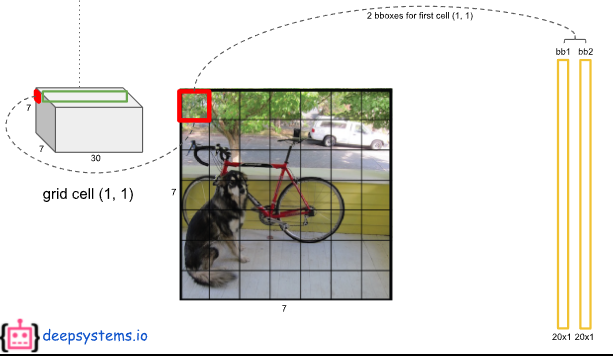 2 bboxes for first cell (1, 1)
bb1 bb2
7
7
30
grid cell (1, 1)
7
7
20x1 20x1
deepsystems.io